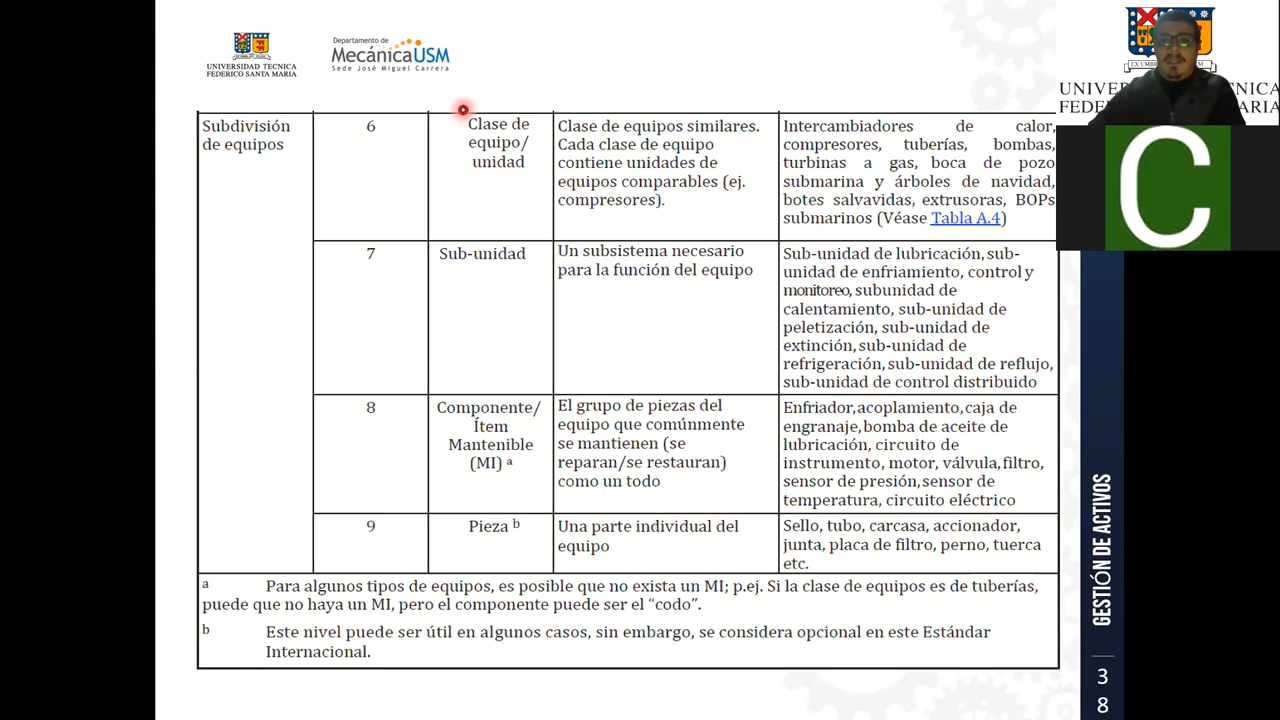 UNIVERSIDAD TECNICA
FEDERICO SANTA MARIA
Departamento de
MecánicaUSM
Sede José Miguel Carrera
EX UMBRA
UNIVER
FEDER
TECNICA
ARIA
C
Subdivisión
de equipos
6
Clase de
equipo/
unidad
Clase de equipos similares.
Cada clase de equipo
contiene unidades de
equipos comparables (ej.
compresores).
Intercambiadores de calor,
compresores, tuberías, bombas,
turbinas a gas, boca de pozo
submarina y árboles de navidad,
botes salvavidas, extrusoras, BOPs
submarinos (Véase Tabla A.4)
7
Sub-unidad
Un subsistema necesario
para la función del equipo
Sub-unidad de lubricación, sub-
unidad de enfriamiento, control y
monitoreo, subunidad de
calentamiento, sub-unidad de
peletización, sub-unidad de
extinción, sub-unidad de
refrigeración, sub-unidad de reflujo,
sub-unidad de control distribuido
8
Componente/
Ítem
Mantenible
(MI) a
El grupo de piezas del
equipo que comúnmente
se mantienen (se
reparan/se restauran)
como un todo
Enfriador, acoplamiento, caja de
engranaje, bomba de aceite de
lubricación, circuito de
instrumento, motor, válvula, filtro,
sensor de presión, sensor de
temperatura, circuito eléctrico
9
Pieza b
Una parte individual del
equipo
Sello, tubo, carcasa, accionador,
junta, placa de filtro, perno, tuerca
etc.
a Para algunos tipos de equipos, es posible que no exista un MI; p.ej. Si la clase de equipos es de tuberías,
puede que no haya un MI, pero el componente puede ser el “codo”.
b Este nivel puede ser útil en algunos casos, sin embargo, se considera opcional en este Estándar
Internacional.
GESTIÓN DE ACTIVOS
3
8